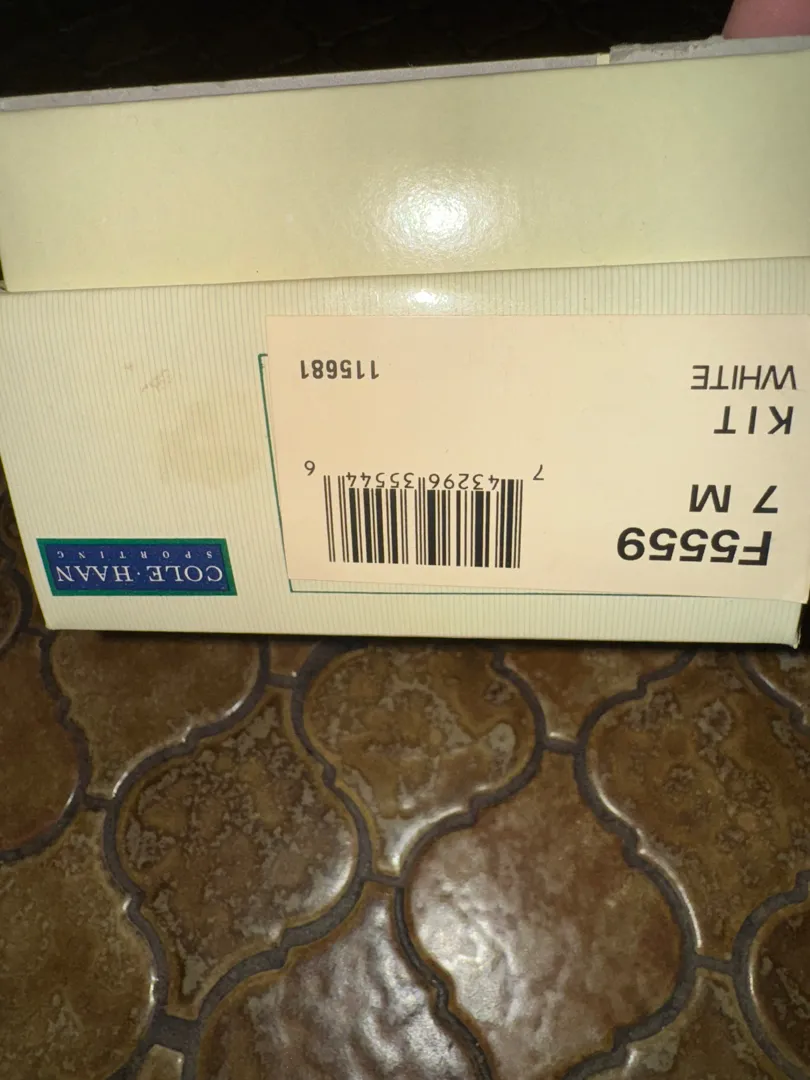 F5559
7 M
KIT
WHITE
7 43296 35544 6
115681
COLE·HAAN
SPORTING